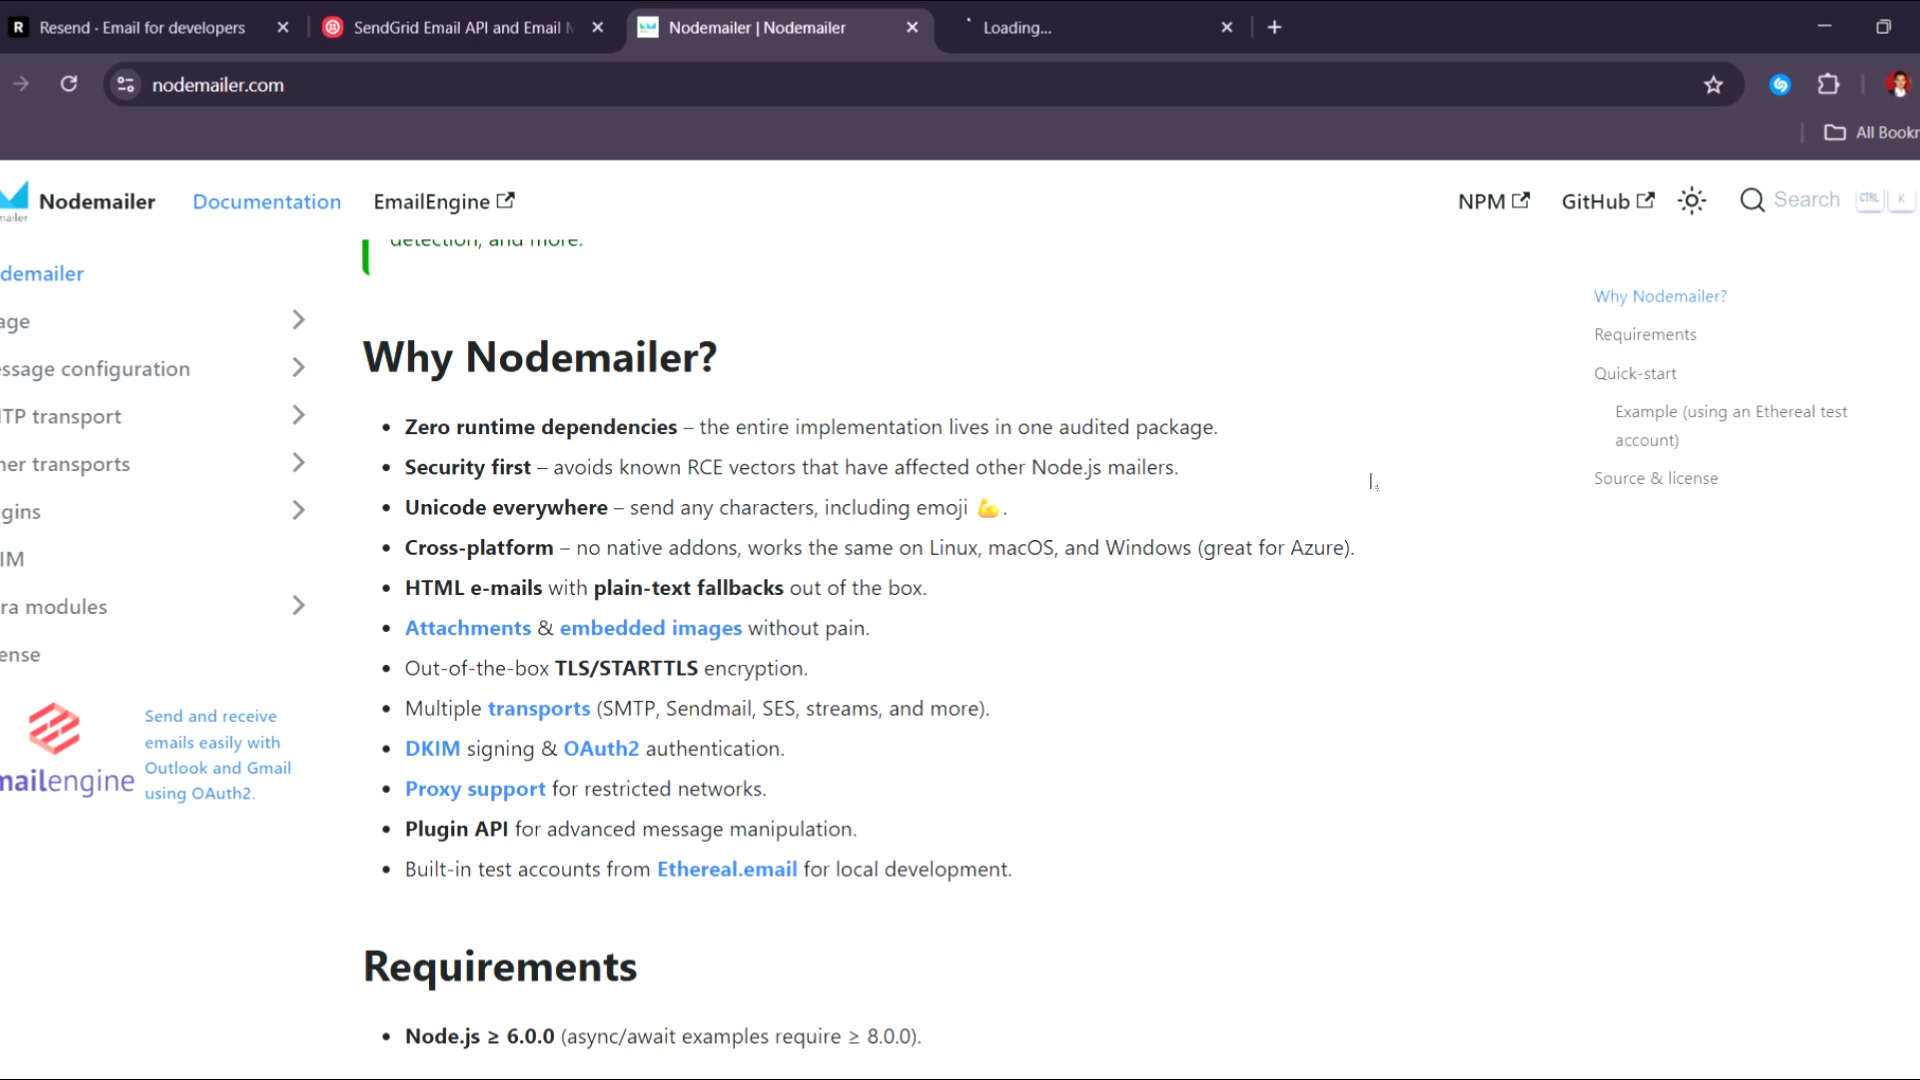 R Resend · Email for developers
SendGrid Email API and Email M
Nodemailer | Nodemailer
Loading...
nodemailer.com
All Bookr
mailer
Nodemailer
Documentation
EmailEngine
NPM
GitHub
Search
CTRL K
demailer
age
essage configuration
TP transport
her transports
gins
IM
ra modules
ense
mailengine
Send and receive
emails easily with
Outlook and Gmail
using OAuth2.
detection, and more.
Why Nodemailer?
• Zero runtime dependencies – the entire implementation lives in one audited package.
• Security first – avoids known RCE vectors that have affected other Node.js mailers.
• Unicode everywhere – send any characters, including emoji 💪.
• Cross-platform – no native addons, works the same on Linux, macOS, and Windows (great for Azure).
• HTML e-mails with plain-text fallbacks out of the box.
• Attachments & embedded images without pain.
• Out-of-the-box TLS/STARTTLS encryption.
• Multiple transports (SMTP, Sendmail, SES, streams, and more).
• DKIM signing & OAuth2 authentication.
• Proxy support for restricted networks.
• Plugin API for advanced message manipulation.
• Built-in test accounts from Ethereal.email for local development.
Requirements
• Node.js ≥ 6.0.0 (async/await examples require ≥ 8.0.0).
Why Nodemailer?
Requirements
Quick-start
Example (using an Ethereal test
account)
Source & license